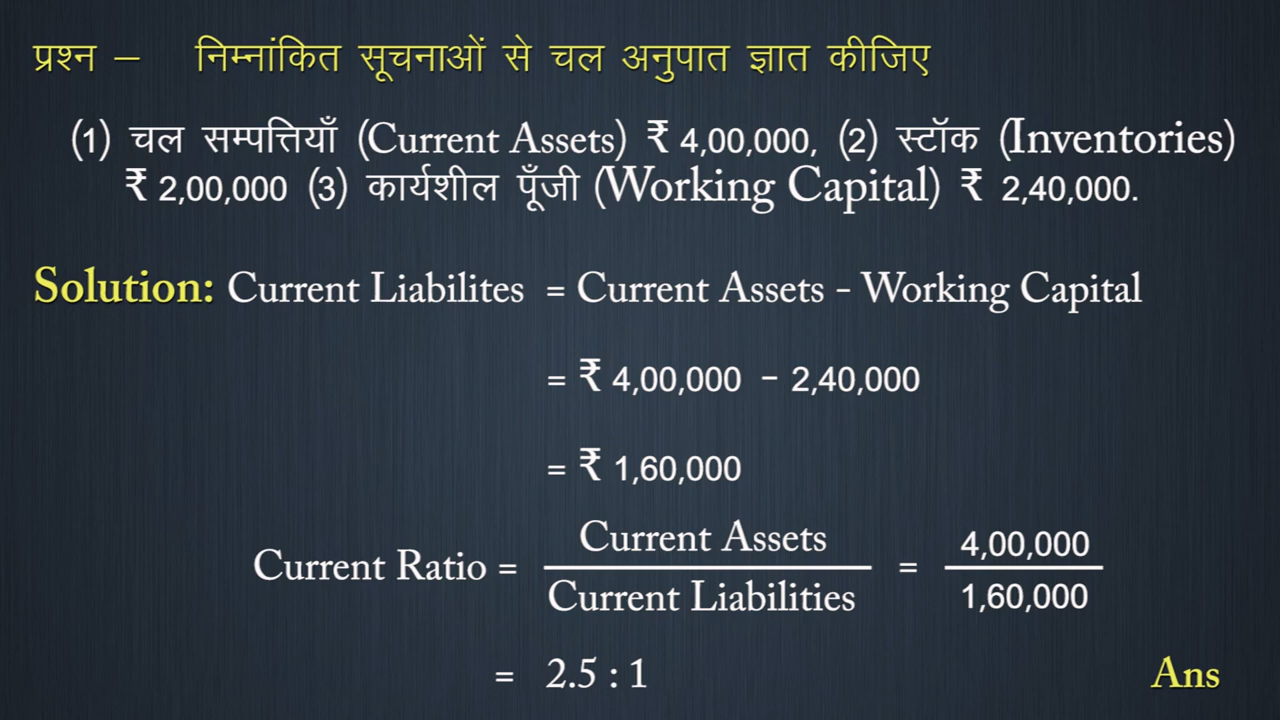 प्रश्न – निम्नांकित सूचनाओं से चल अनुपात ज्ञात कीजिए
(1) चल सम्पत्तियाँ (Current Assets) ₹ 4,00,000, (2) स्टॉक (Inventories)
₹ 2,00,000 (3) कार्यशील पूँजी (Working Capital) ₹ 2,40,000.
Solution: Current Liabilites = Current Assets - Working Capital
= ₹ 4,00,000 - 2,40,000
= ₹ 1,60,000
Current Assets 4,00,000
Current Ratio = =
Current Liabilities 1,60,000
= 2.5 : 1 Ans